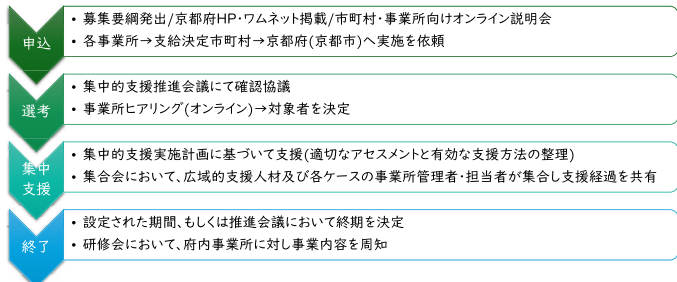 申込
• 募集要綱発出/京都府HP・ワムネット掲載/市町村・事業所向けオンライン説明会
• 各事業所→支給決定市町村→京都府(京都市)へ実施を依頼
選考
• 集中的支援推進会議にて確認協議
• 事業所ヒアリング(オンライン)→対象者を決定
集中
支援
• 集中的支援実施計画に基づいて支援(適切なアセスメントと有効な支援方法の整理)
• 集合会において、広域的支援人材及び各ケースの事業所管理者・担当者が集合し支援経過を共有
終了
• 設定された期間、もしくは推進会議において終期を決定
• 研修会において、府内事業所に対し事業内容を周知